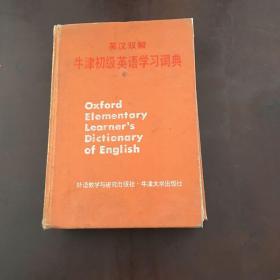 英汉双解
牛津初级英语学习词典
Oxford
Elementary
Learner's
Dictionary
of English
外语教学与研究出版社·牛津大学出版社